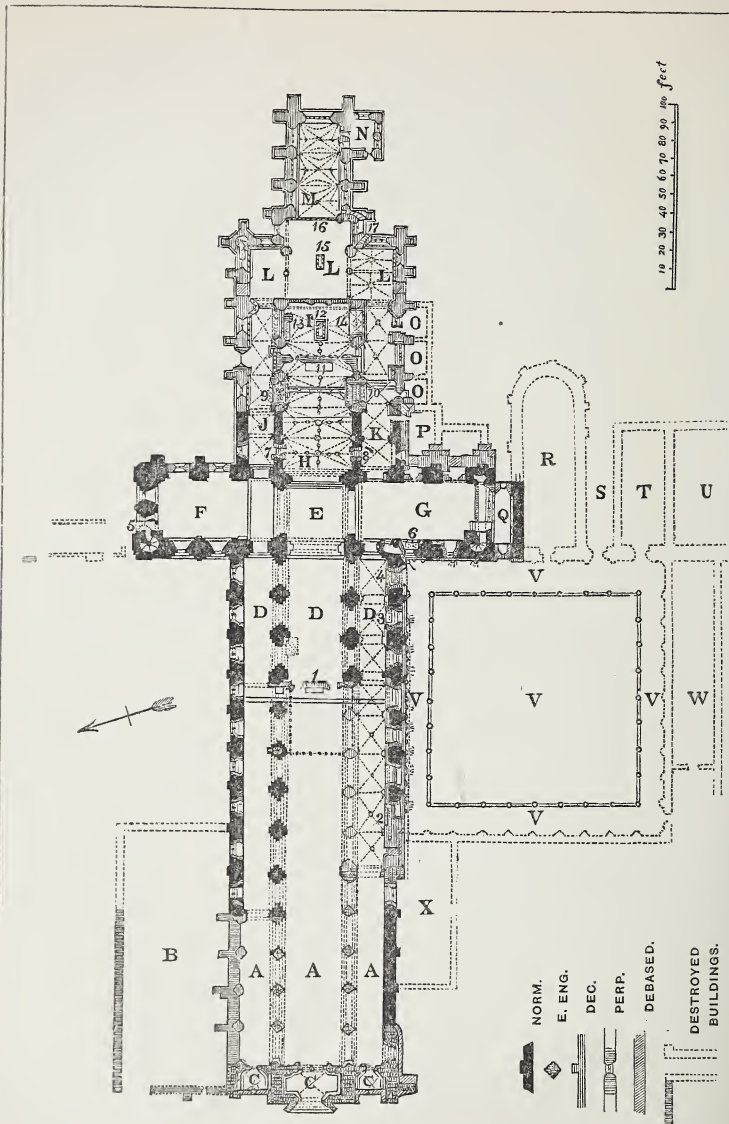 10 20 30 40 50 60 70 80 90 100 feet
N
M
16
17
15
L L L
13 I 12 14
O
11
O
9 10
O
J K P
7 H 8
R S T U
F E G Q
5 6
V
4
D D D 3
1
V V V W
2
V
X
B
A A A
C C C
NORM.
E. ENG.
DEC.
PERP.
DEBASED.
DESTROYED
BUILDINGS.